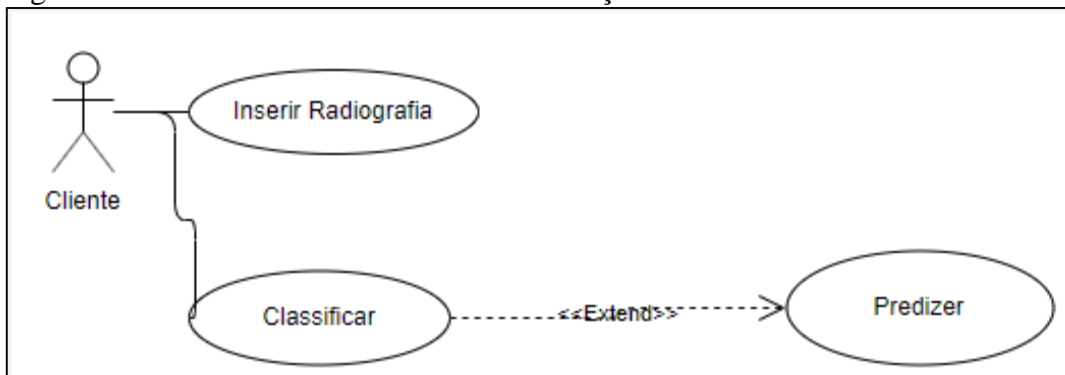 Inserir Radiografia
Cliente
Classificar
<<Extend>>
Predizer